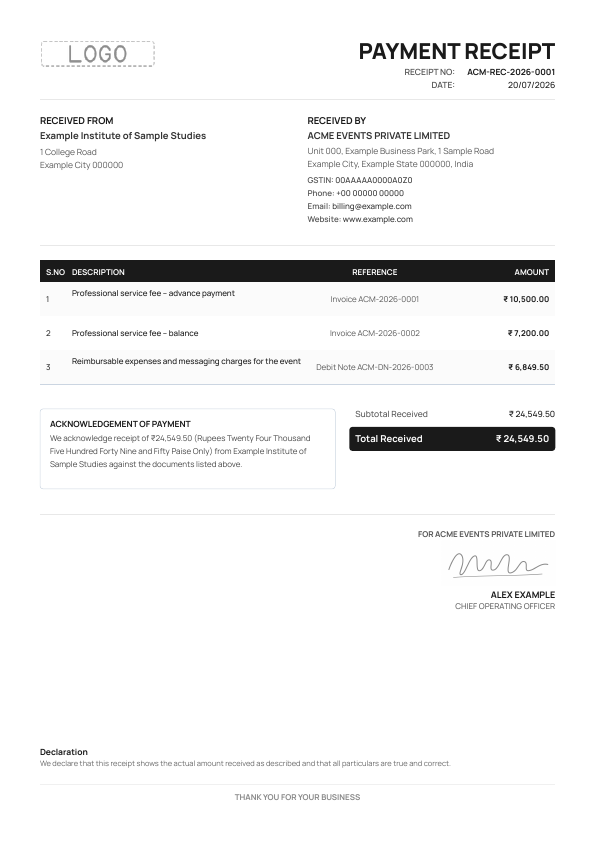 LOGO
PAYMENT RECEIPT
RECEIPT NO: ACM-REC-2026-0001
DATE: 20/07/2026
RECEIVED FROM
Example Institute of Sample Studies
1 College Road
Example City 000000
RECEIVED BY
ACME EVENTS PRIVATE LIMITED
Unit 000, Example Business Park, 1 Sample Road
Example City, Example State 000000, India
GSTIN: 00AAAAA0000A0Z0
Phone: +00 00000 00000
Email: billing@example.com
Website: www.example.com
S.NO DESCRIPTION REFERENCE AMOUNT
1 Professional service fee – advance payment Invoice ACM-2026-0001 ₹ 10,500.00
2 Professional service fee – balance Invoice ACM-2026-0002 ₹ 7,200.00
3 Reimbursable expenses and messaging charges for the event Debit Note ACM-DN-2026-0003 ₹ 6,849.50
ACKNOWLEDGEMENT OF PAYMENT
We acknowledge receipt of ₹24,549.50 (Rupees Twenty Four Thousand
Five Hundred Forty Nine and Fifty Paise Only) from Example Institute of
Sample Studies against the documents listed above.
Subtotal Received ₹ 24,549.50
Total Received ₹ 24,549.50
FOR ACME EVENTS PRIVATE LIMITED
ALEX EXAMPLE
CHIEF OPERATING OFFICER
Declaration
We declare that this receipt shows the actual amount received as described and that all particulars are true and correct.
THANK YOU FOR YOUR BUSINESS